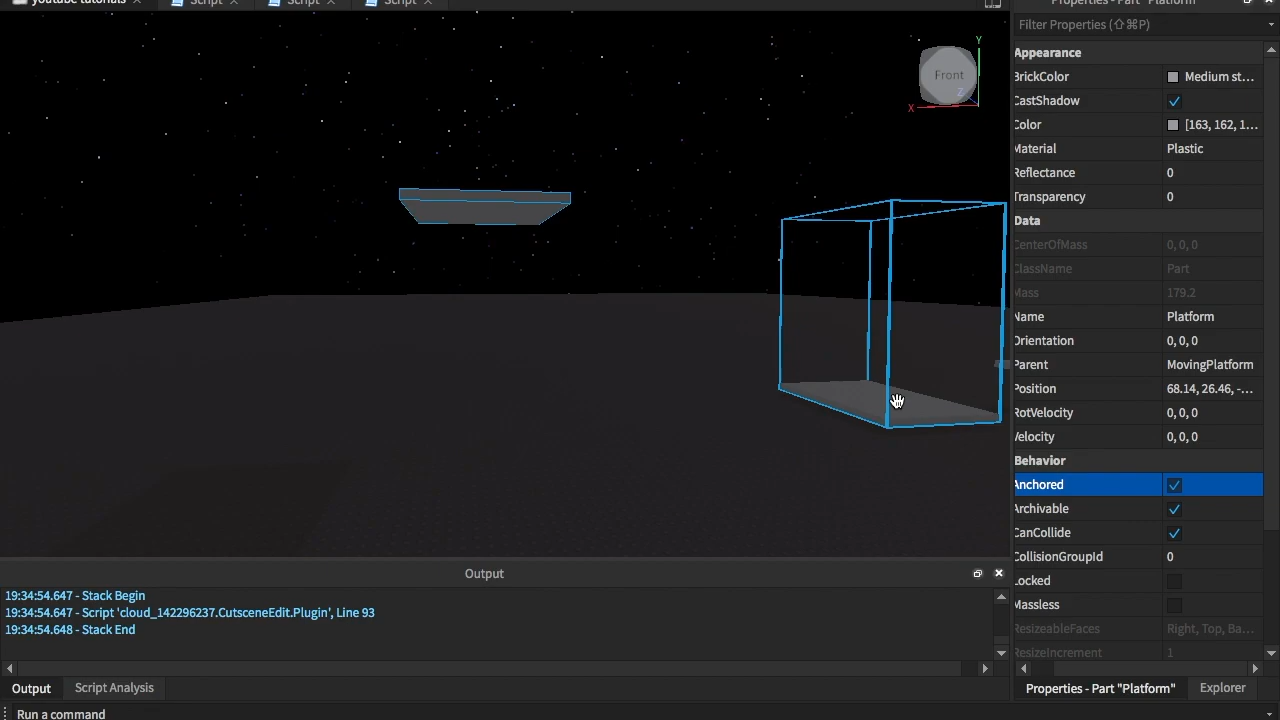 youtube tutorials
Script
Script
Script
Properties - Part "Platform"
Filter Properties (⇧⌘P)
Front
Y
Z
X
Appearance
BrickColor Medium st...
CastShadow
Color [163, 162, 1...
Material Plastic
Reflectance 0
Transparency 0
Data
CenterOfMass 0, 0, 0
ClassName Part
Mass 179.2
Name Platform
Orientation 0, 0, 0
Parent MovingPlatform
Position 68.14, 26.46, -...
RotVelocity 0, 0, 0
Velocity 0, 0, 0
Behavior
Anchored
Archivable
CanCollide
CollisionGroupId 0
Locked
Massless
ResizeableFaces Right, Top, Ba...
ResizeIncrement 1
Output
19:34:54.647 - Stack Begin
19:34:54.647 - Script 'cloud_142296237.CutsceneEdit.Plugin', Line 93
19:34:54.648 - Stack End
Output Script Analysis
Properties - Part "Platform" Explorer
Run a command